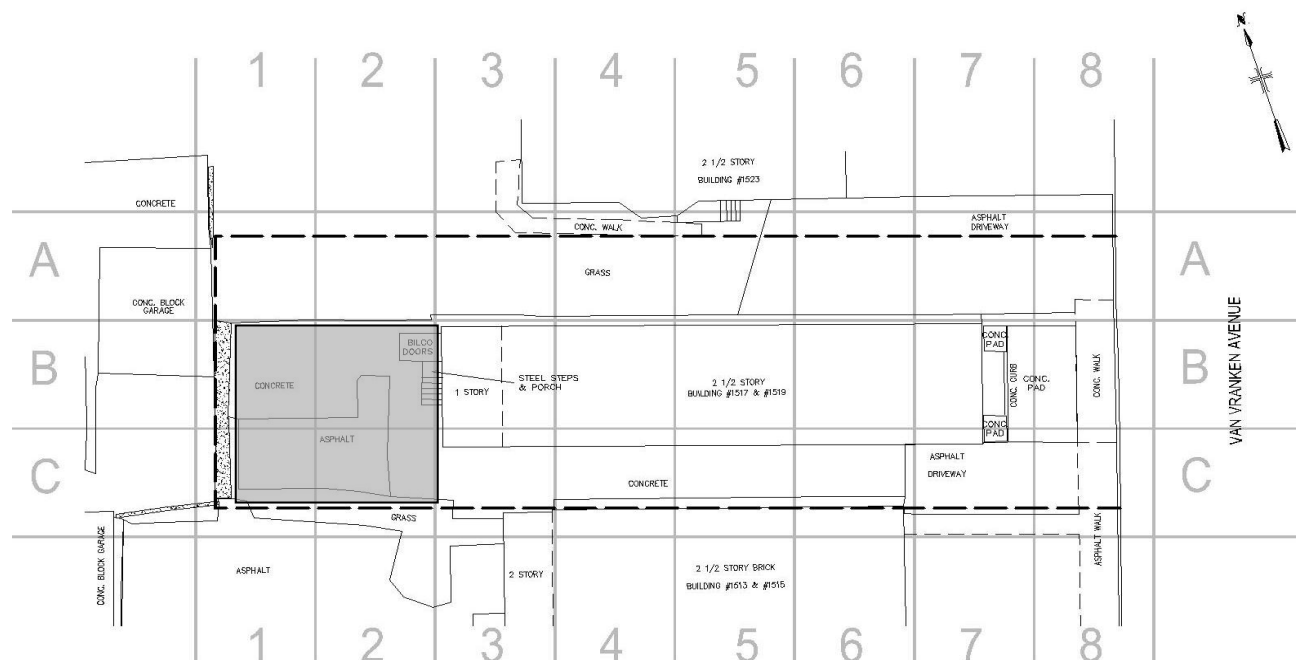 N
1 2 3 4 5 6 7 8
2 1/2 STORY
BUILDING #1523
CONCRETE
CONC. WALK
ASPHALT
DRIVEWAY
A
GRASS
A
CONC. BLOCK
GARAGE
VAN VRANKEN AVENUE
BILCO
DOORS
CONC.
PAD
B
CONCRETE
STEEL STEPS
& PORCH
1 STORY
2 1/2 STORY
BUILDING #1517 & #1519
CONC. CURB
CONC.
PAD
CONC. WALK
B
CONC.
PAD
ASPHALT
C
CONCRETE
ASPHALT
DRIVEWAY
C
GRASS
CONC. BLOCK GARAGE
ASPHALT
2 STORY
2 1/2 STORY BRICK
BUILDING #1513 & #1515
ASPHALT WALK
1 2 3 4 5 6 7 8